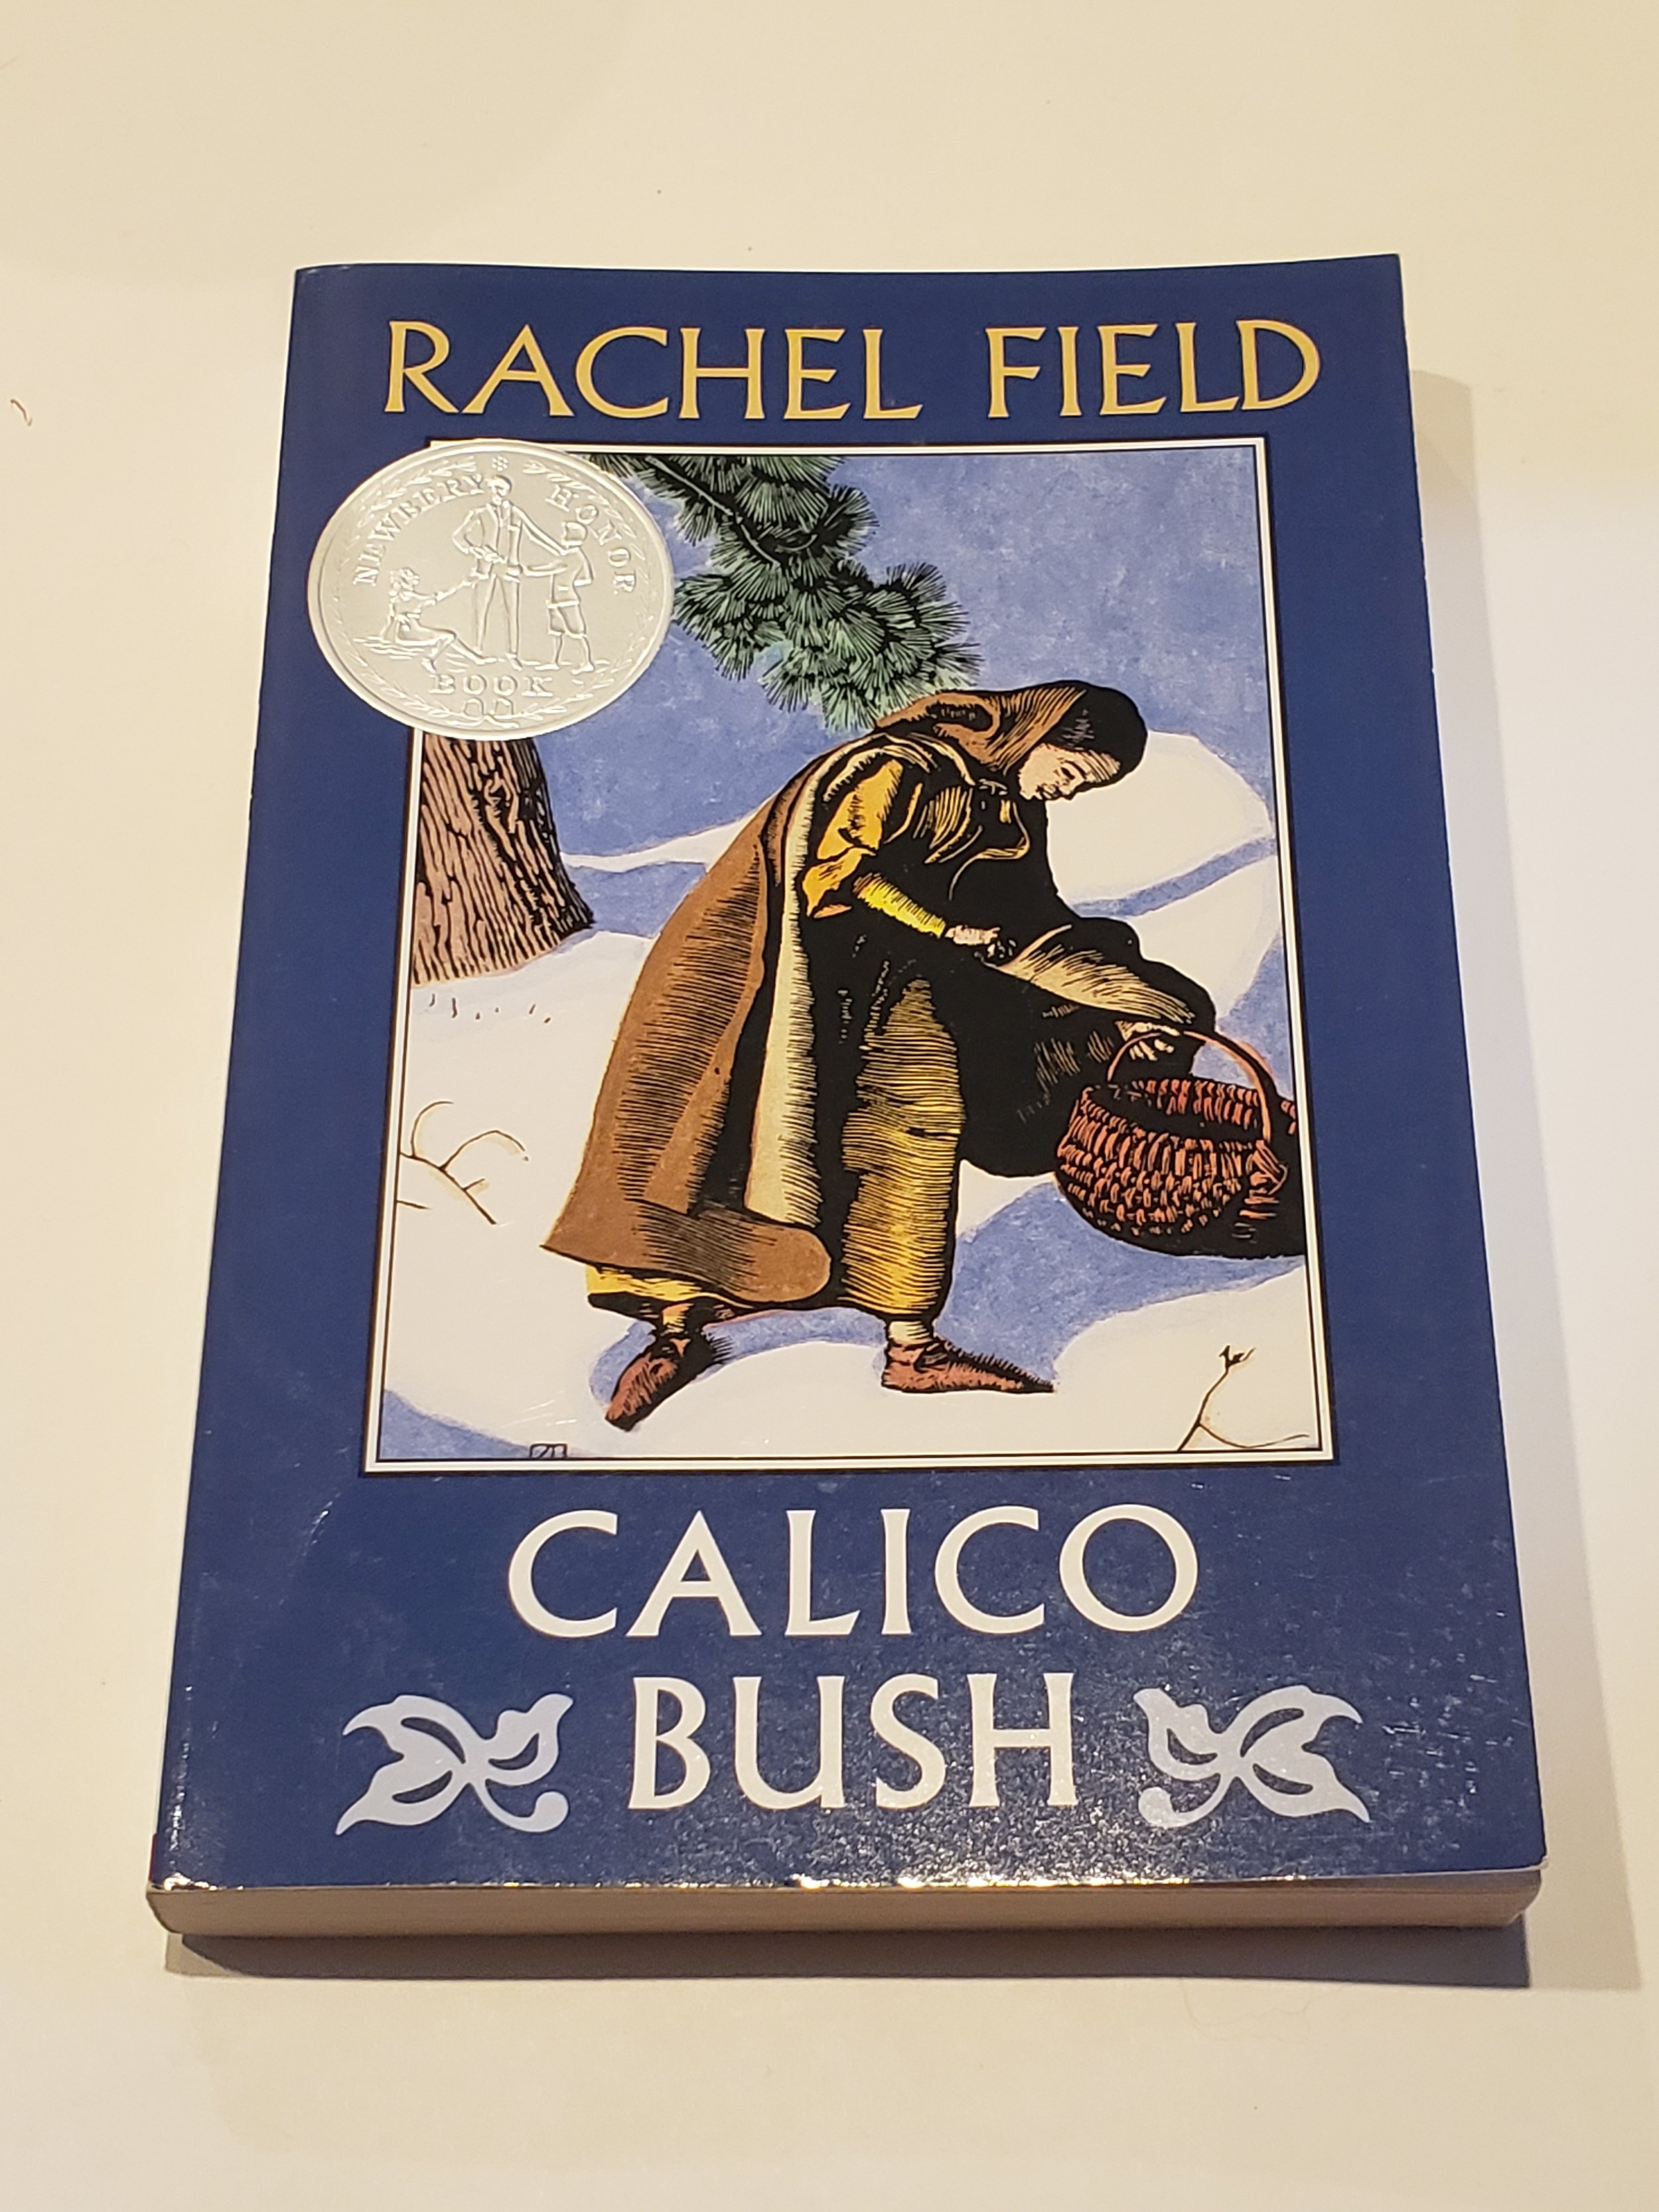 RACHEL FIELD
NEWBERY HONOR
BOOK
CALICO
BUSH